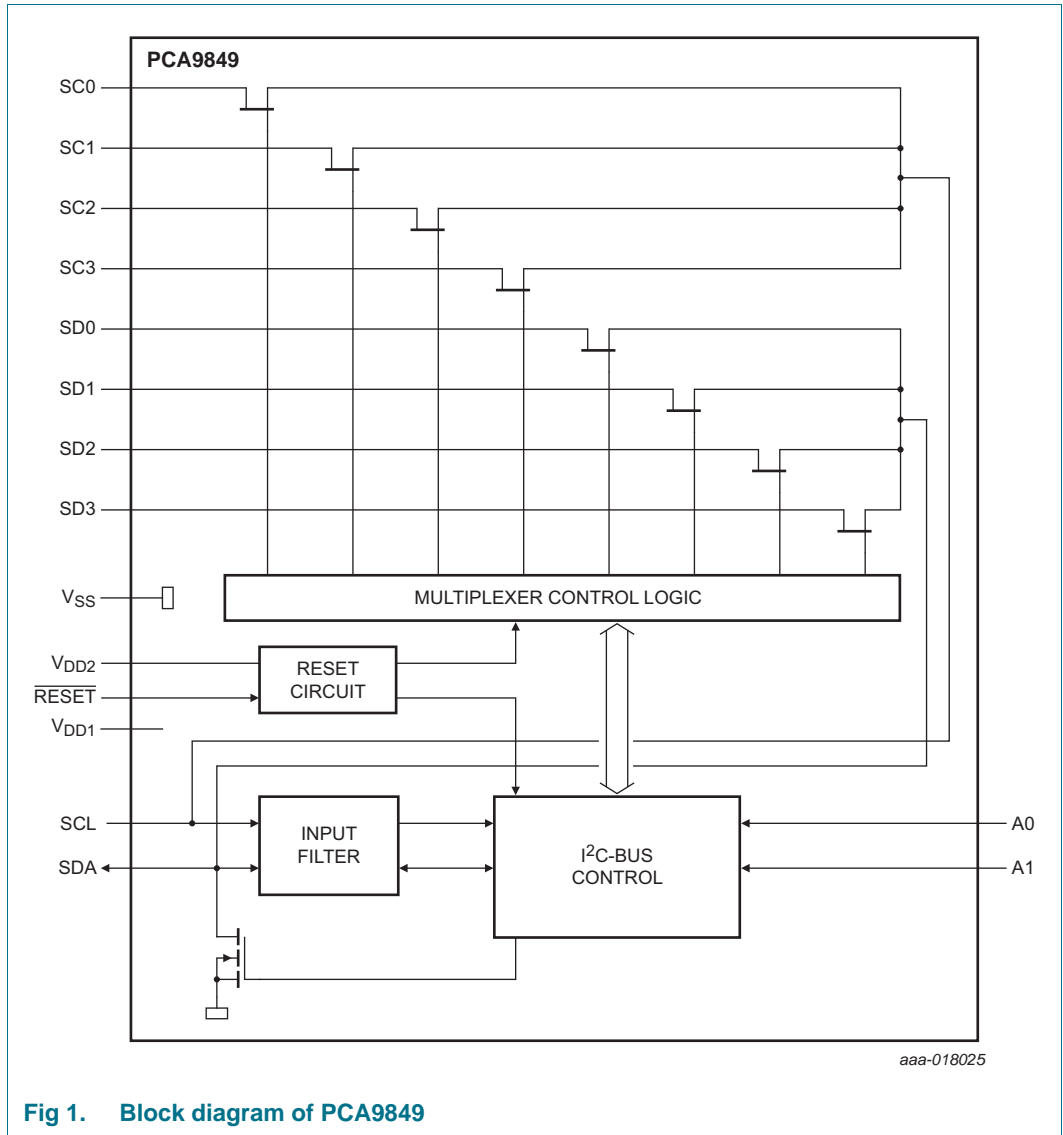 PCA9849
SC0
SC1
SC2
SC3
SD0
SD1
SD2
SD3
VSS
MULTIPLEXER CONTROL LOGIC
VDD2
RESET
CIRCUIT
RESET
VDD1
SCL
INPUT
FILTER
I2C-BUS
CONTROL
A0
SDA
A1
aaa-018025
Fig 1. Block diagram of PCA9849